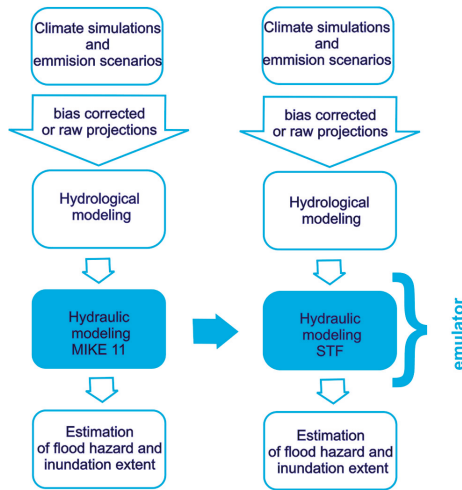 Climate simulations
and
emmision scenarios
bias corrected
or raw projections
Hydrological
modeling
Hydraulic
modeling
MIKE 11
Estimation
of flood hazard and
inundation extent
Climate simulations
and
emmision scenarios
bias corrected
or raw projections
Hydrological
modeling
Hydraulic
modeling
STF
emulator
Estimation
of flood hazard and
inundation extent